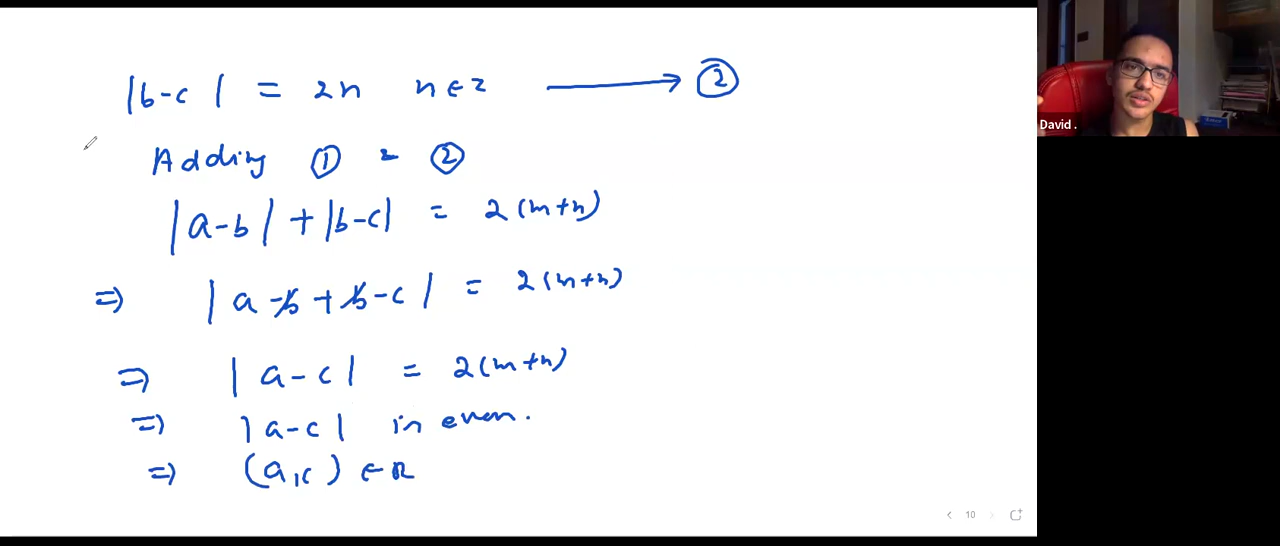 |b-c| = 2n n∈z ⟶ ②
Adding ① & ②
|a-b| + |b-c| = 2(m+n)
⇒ |a-b+b-c| = 2(m+n)
⇒ |a-c| = 2(m+n)
⇒ |a-c| is even.
⇒ (a,c) ∈ R
David .
10